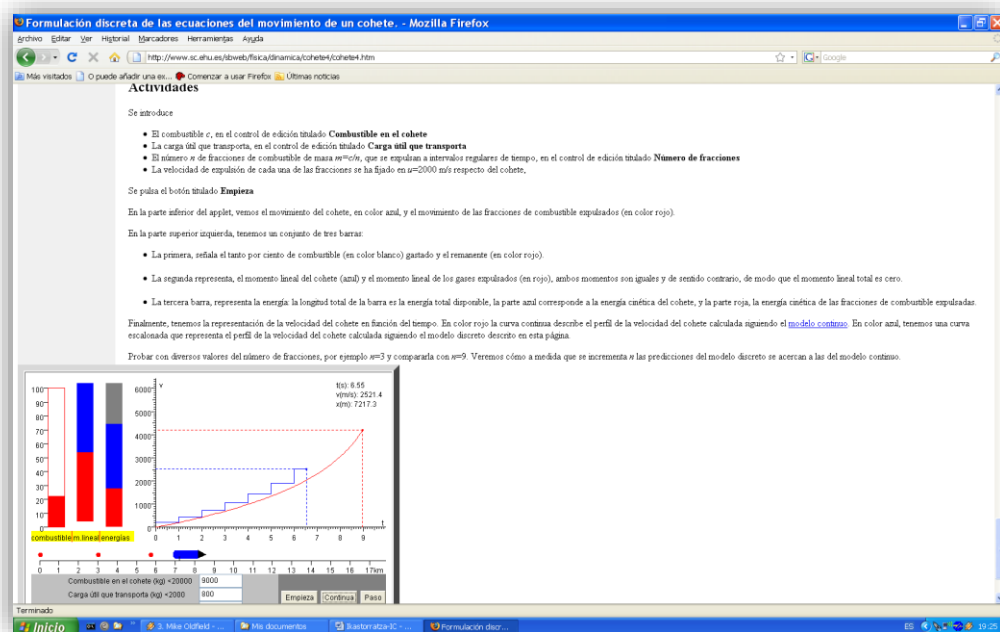 Formulación discreta de las ecuaciones del movimiento de un cohete. - Mozilla Firefox
Archivo Editar Ver Historial Marcadores Herramientas Ayuda
http://www.sc.ehu.es/sbweb/fisica/dinamica/cohete4/cohete4.htm
Google
Más visitados O puede añadir una ex... Comenzar a usar Firefox Últimas noticias
Actividades
Se introduce
El combustible c, en el control de edición titulado Combustible en el cohete
La carga útil que transporta, en el control de edición titulado Carga útil que transporta
El número n de fracciones de combustible de masa m=c/n, que se expulsan a intervalos regulares de tiempo, en el control de edición titulado Número de fracciones
La velocidad de expulsión de cada una de las fracciones se ha fijado en u=2000 m/s respecto del cohete,
Se pulsa el botón titulado Empieza
En la parte inferior del applet, vemos el movimiento del cohete, en color azul, y el movimiento de las fracciones de combustible expulsados (en color rojo).
En la parte superior izquierda, tenemos un conjunto de tres barras:
La primera, señala el tanto por ciento de combustible (en color blanco) gastado y el remanente (en color rojo).
La segunda representa, el momento lineal del cohete (azul) y el momento lineal de los gases expulsados (en rojo), ambos momentos son iguales y de sentido contrario, de modo que el momento lineal total es cero.
La tercera barra, representa la energía: la longitud total de la barra es la energía total disponible, la parte azul corresponde a la energía cinética del cohete, y la parte roja, la energía cinética de las fracciones de combustible expulsadas.
Finalmente, tenemos la representación de la velocidad del cohete en función del tiempo. En color rojo la curva continua describe el perfil de la velocidad del cohete calculada siguiendo el modelo continuo. En color azul, tenemos una curva
escalonada que representa el perfil de la velocidad del cohete calculada siguiendo el modelo discreto descrito en esta página.
Probar con diversos valores del número de fracciones, por ejemplo n=3 y compararla con n=9. Veremos cómo a medida que se incrementa n las predicciones del modelo discreto se acercan a las del modelo continuo.
100
90
80
70
60
50
40
30
20
10
0
combustible m.lineal energías
v
6000
5000
4000
3000
2000
1000
0
t(s): 6.55
v(m/s): 2521.4
x(m): 7217.3
t
0 1 2 3 4 5 6 7 8 9
0 1 2 3 4 5 6 7 8 9 10 11 12 13 14 15 16 17km
Combustible en el cohete (kg) <20000 9000
Carga útil que transporta (kg) <2000 800
Empieza Continua Paso
Terminado
Inicio 3. Mike Oldfield - ... Mis documentos Ikastorratza-IC - ... Formulación discr... ES 19:25